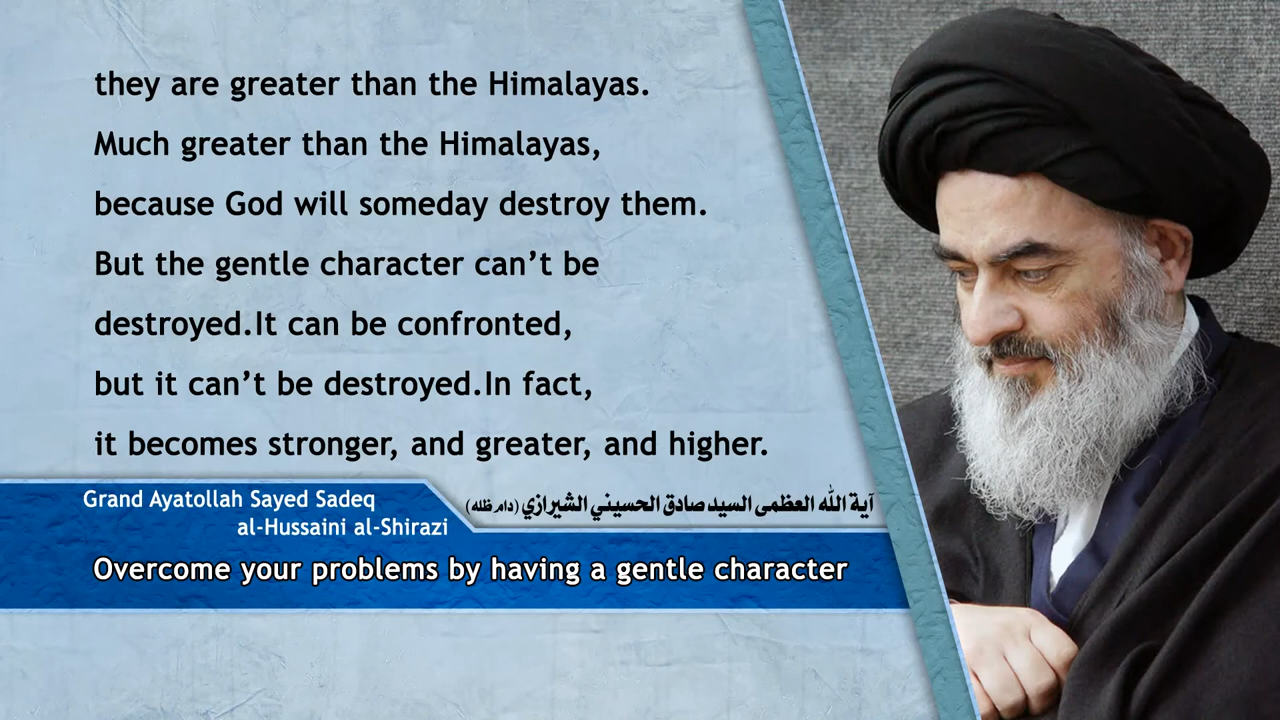 they are greater than the Himalayas.
Much greater than the Himalayas,
because God will someday destroy them.
But the gentle character can’t be
destroyed.It can be confronted,
but it can’t be destroyed.In fact,
it becomes stronger, and greater, and higher.
Grand Ayatollah Sayed Sadeq
al-Hussaini al-Shirazi
آية الله العظمى السيد صادق الحسيني الشيرازي (دام ظله)
Overcome your problems by having a gentle character